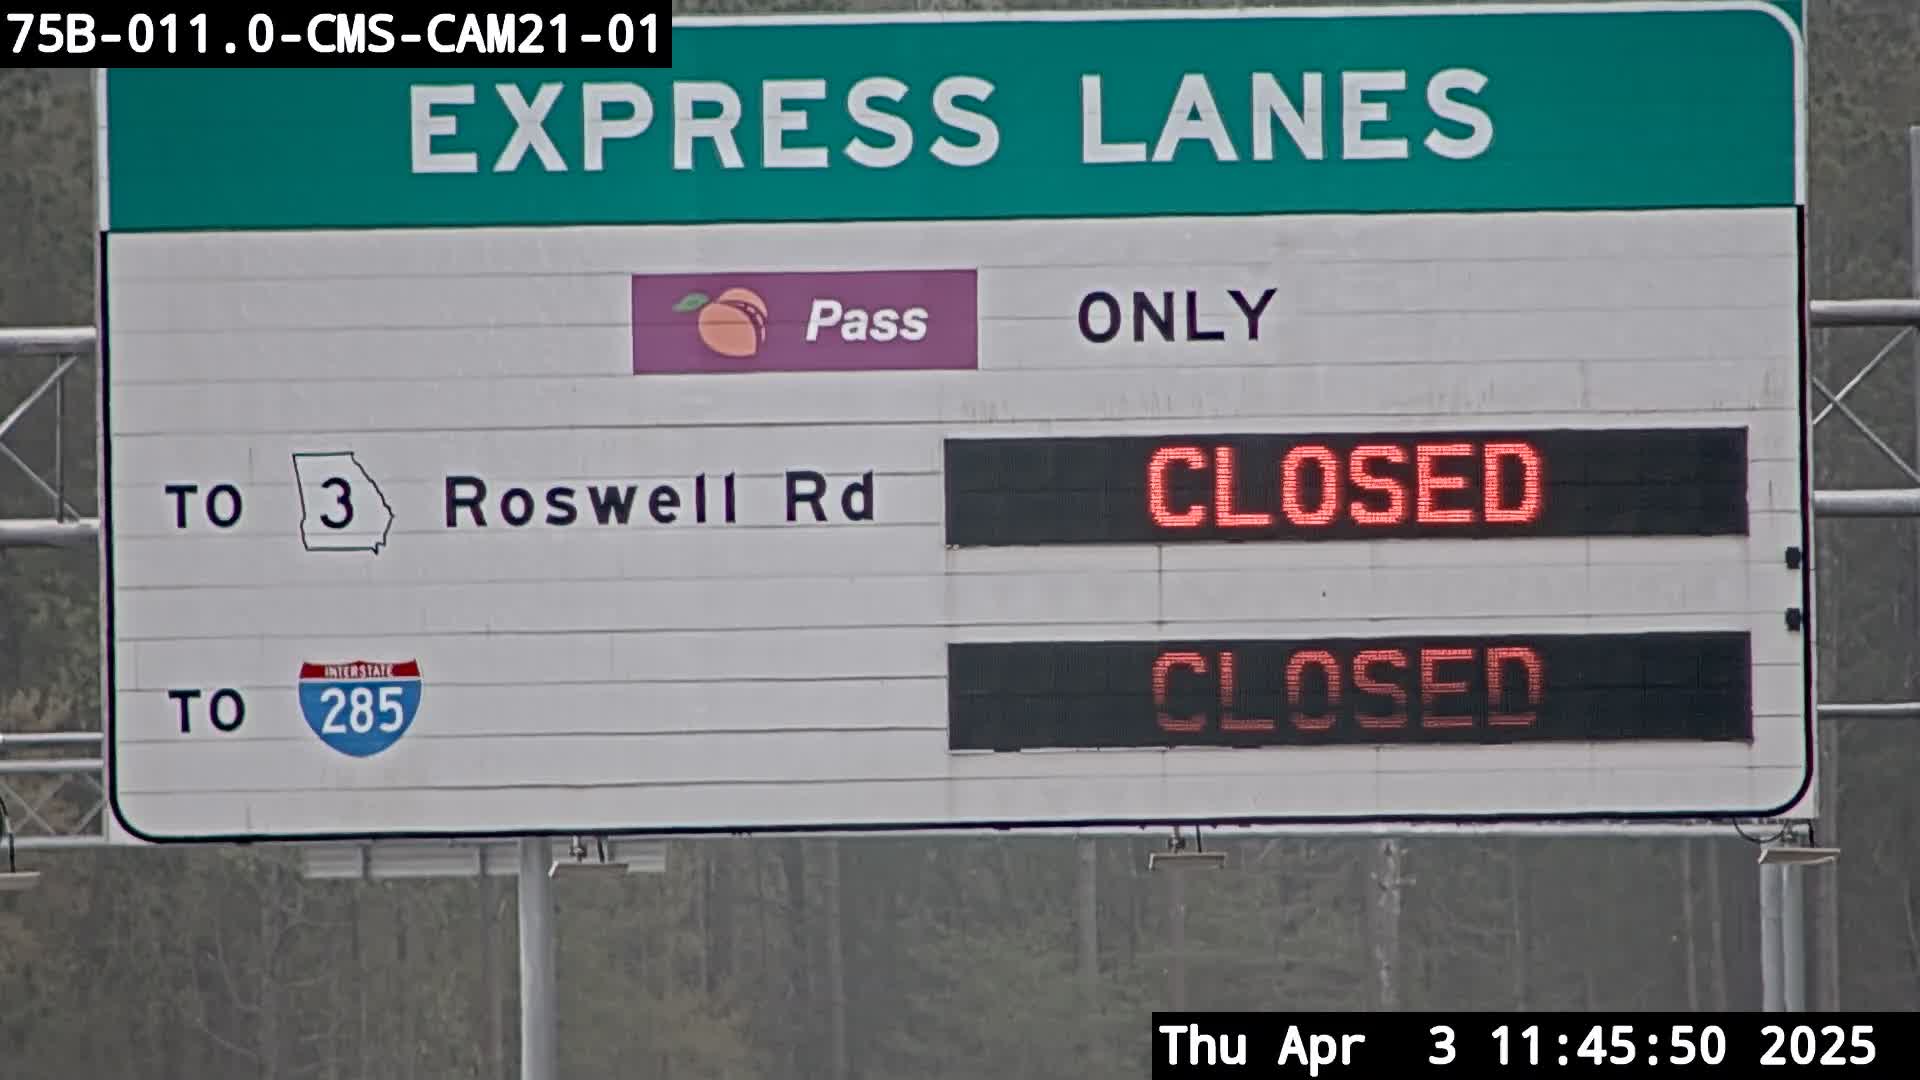 75B-011.0-CMS-CAM21-01
EXPRESS LANES
Pass ONLY
TO 3 Roswell Rd CLOSED
INTERSTATE
TO 285 CLOSED
Thu Apr 3 11:45:50 2025